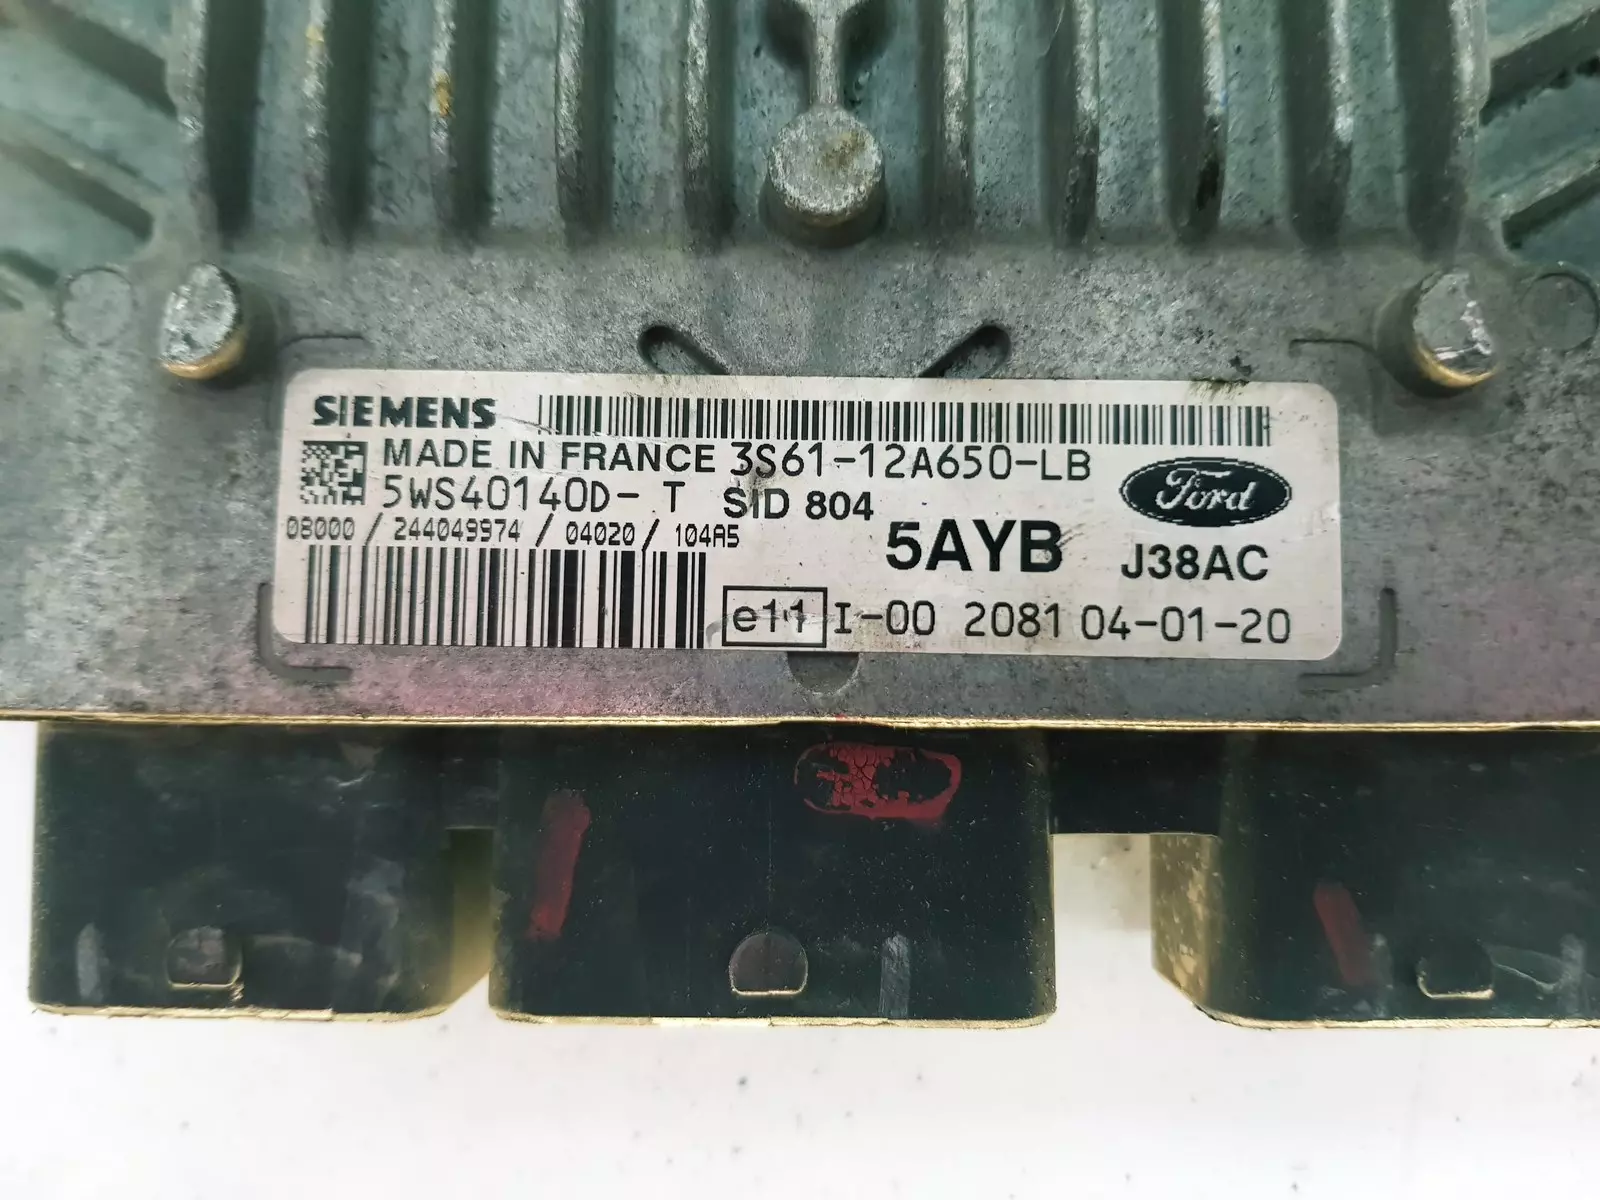 SIEMENS
MADE IN FRANCE 3S61-12A650-LB
5WS40140D- T SID 804
Ford
08000 / 244049974 / 04020 / 104A5
5AYB J38AC
e11 I-00 2081 04-01-20